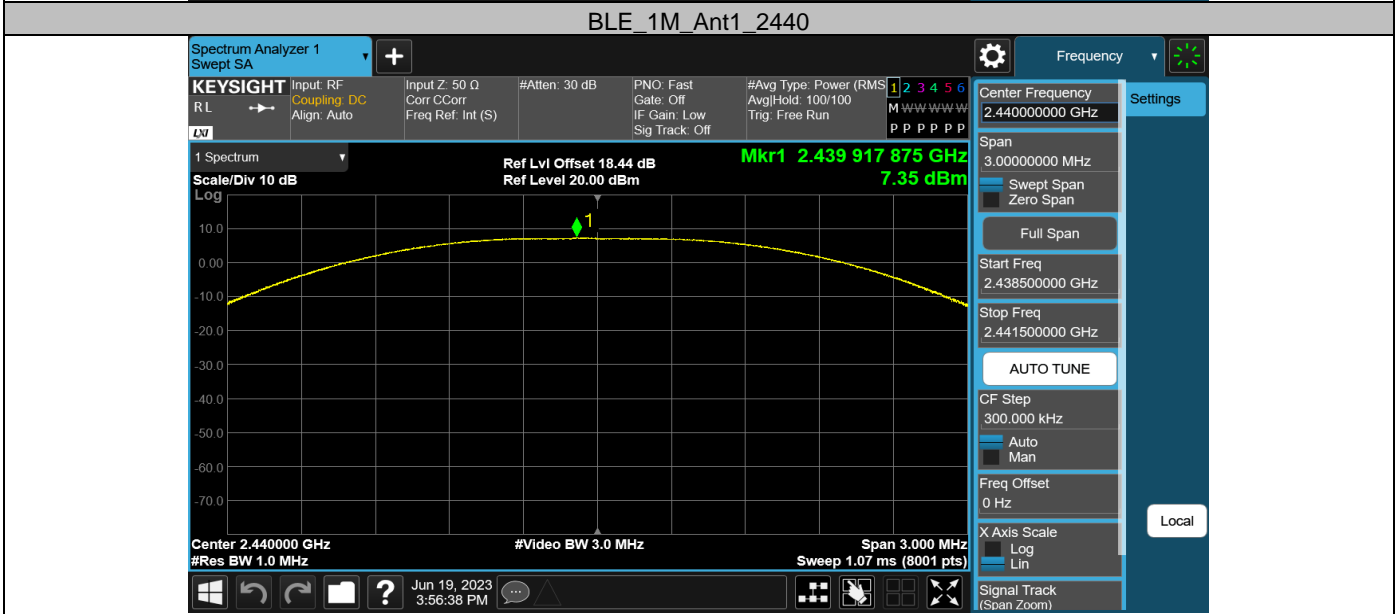 BLE_1M_Ant1_2440
Spectrum Analyzer 1
Swept SA
Frequency
KEYSIGHT
RL
LXI
Input: RF
Coupling: DC
Align: Auto
Input Z: 50 Ω
Corr CCorr
Freq Ref: Int (S)
#Atten: 30 dB
PNO: Fast
Gate: Off
IF Gain: Low
Sig Track: Off
#Avg Type: Power (RMS
Avg|Hold: 100/100
Trig: Free Run
1 2 3 4 5 6
M W W W W W
P P P P P P
1 Spectrum
Scale/Div 10 dB
Log
Ref Lvl Offset 18.44 dB
Ref Level 20.00 dBm
Mkr1 2.439 917 875 GHz
7.35 dBm
1
10.0
0.00
-10.0
-20.0
-30.0
-40.0
-50.0
-60.0
-70.0
Center 2.440000 GHz
#Res BW 1.0 MHz
#Video BW 3.0 MHz
Span 3.000 MHz
Sweep 1.07 ms (8001 pts)
Jun 19, 2023
3:56:38 PM
Center Frequency
2.440000000 GHz
Span
3.00000000 MHz
Swept Span
Zero Span
Full Span
Start Freq
2.438500000 GHz
Stop Freq
2.441500000 GHz
AUTO TUNE
CF Step
300.000 kHz
Auto
Man
Freq Offset
0 Hz
X Axis Scale
Log
Lin
Signal Track
(Span Zoom)
Settings
Local